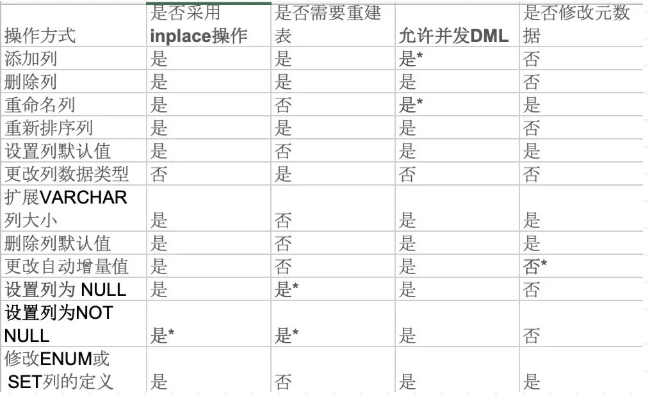 操作方式 是否采用inplace操作 是否需要重建表 允许并发DML 是否修改元数据
添加列 是 是 是* 否
删除列 是 是 是 否
重命名列 是 否 是* 是
重新排序列 是 是 是 否
设置列默认值 是 否 是 是
更改列数据类型 否 是 否 否
扩展VARCHAR列大小 是 否 是 是
删除列默认值 是 否 是 是
更改自动增量值 是 否 是 否*
设置列为 NULL 是 是* 是 否
设置列为NOT NULL 是* 是* 是 否
修改ENUM或 SET列的定义 是 否 是 是